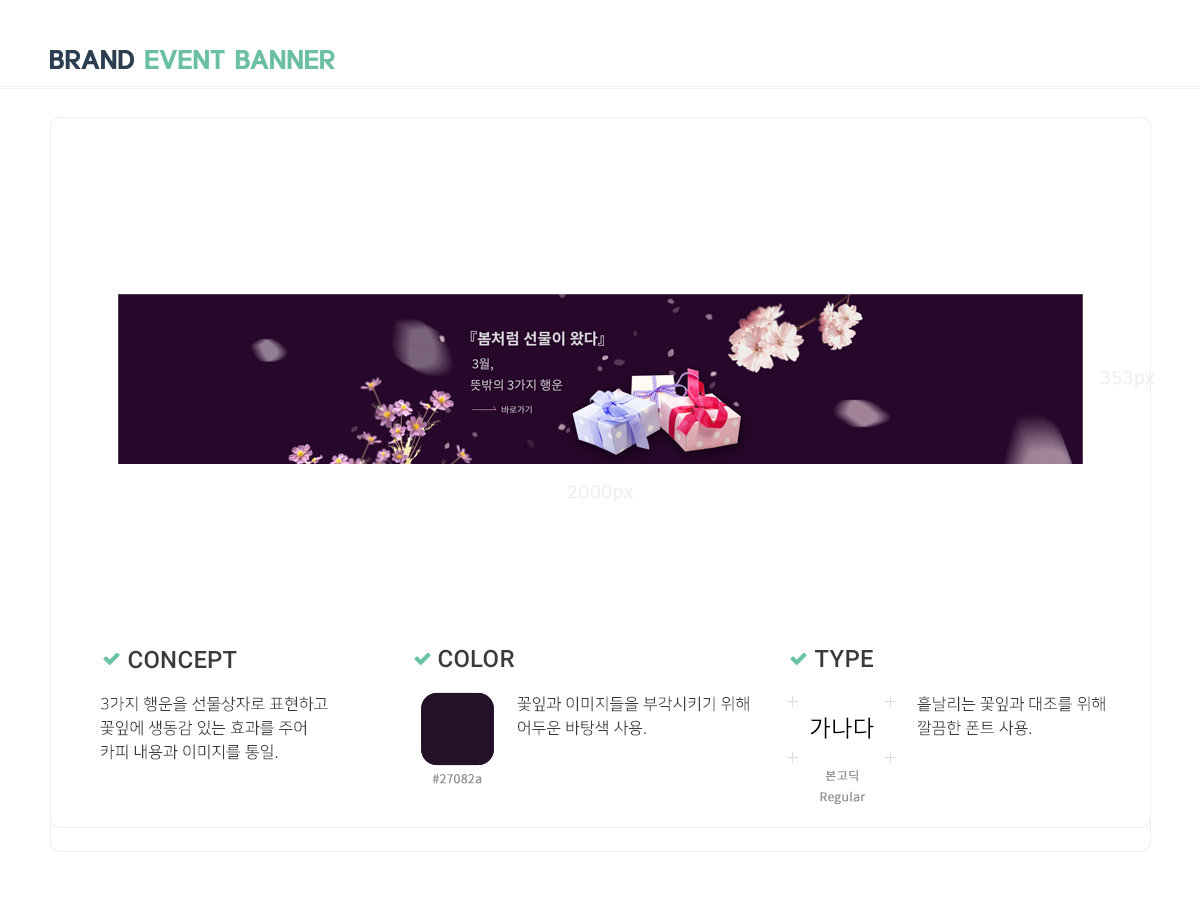 BRAND EVENT BANNER
『봄처럼 선물이 왔다』
3월,
뜻밖의 3가지 행운
바로가기
353px
2000px
CONCEPT
3가지 행운을 선물상자로 표현하고
꽃잎에 생동감 있는 효과를 주어
카피 내용과 이미지를 통일.
COLOR
꽃잎과 이미지들을 부각시키기 위해
어두운 바탕색 사용.
#27082a
TYPE
가나다
본고딕
Regular
흩날리는 꽃잎과 대조를 위해
깔끔한 폰트 사용.